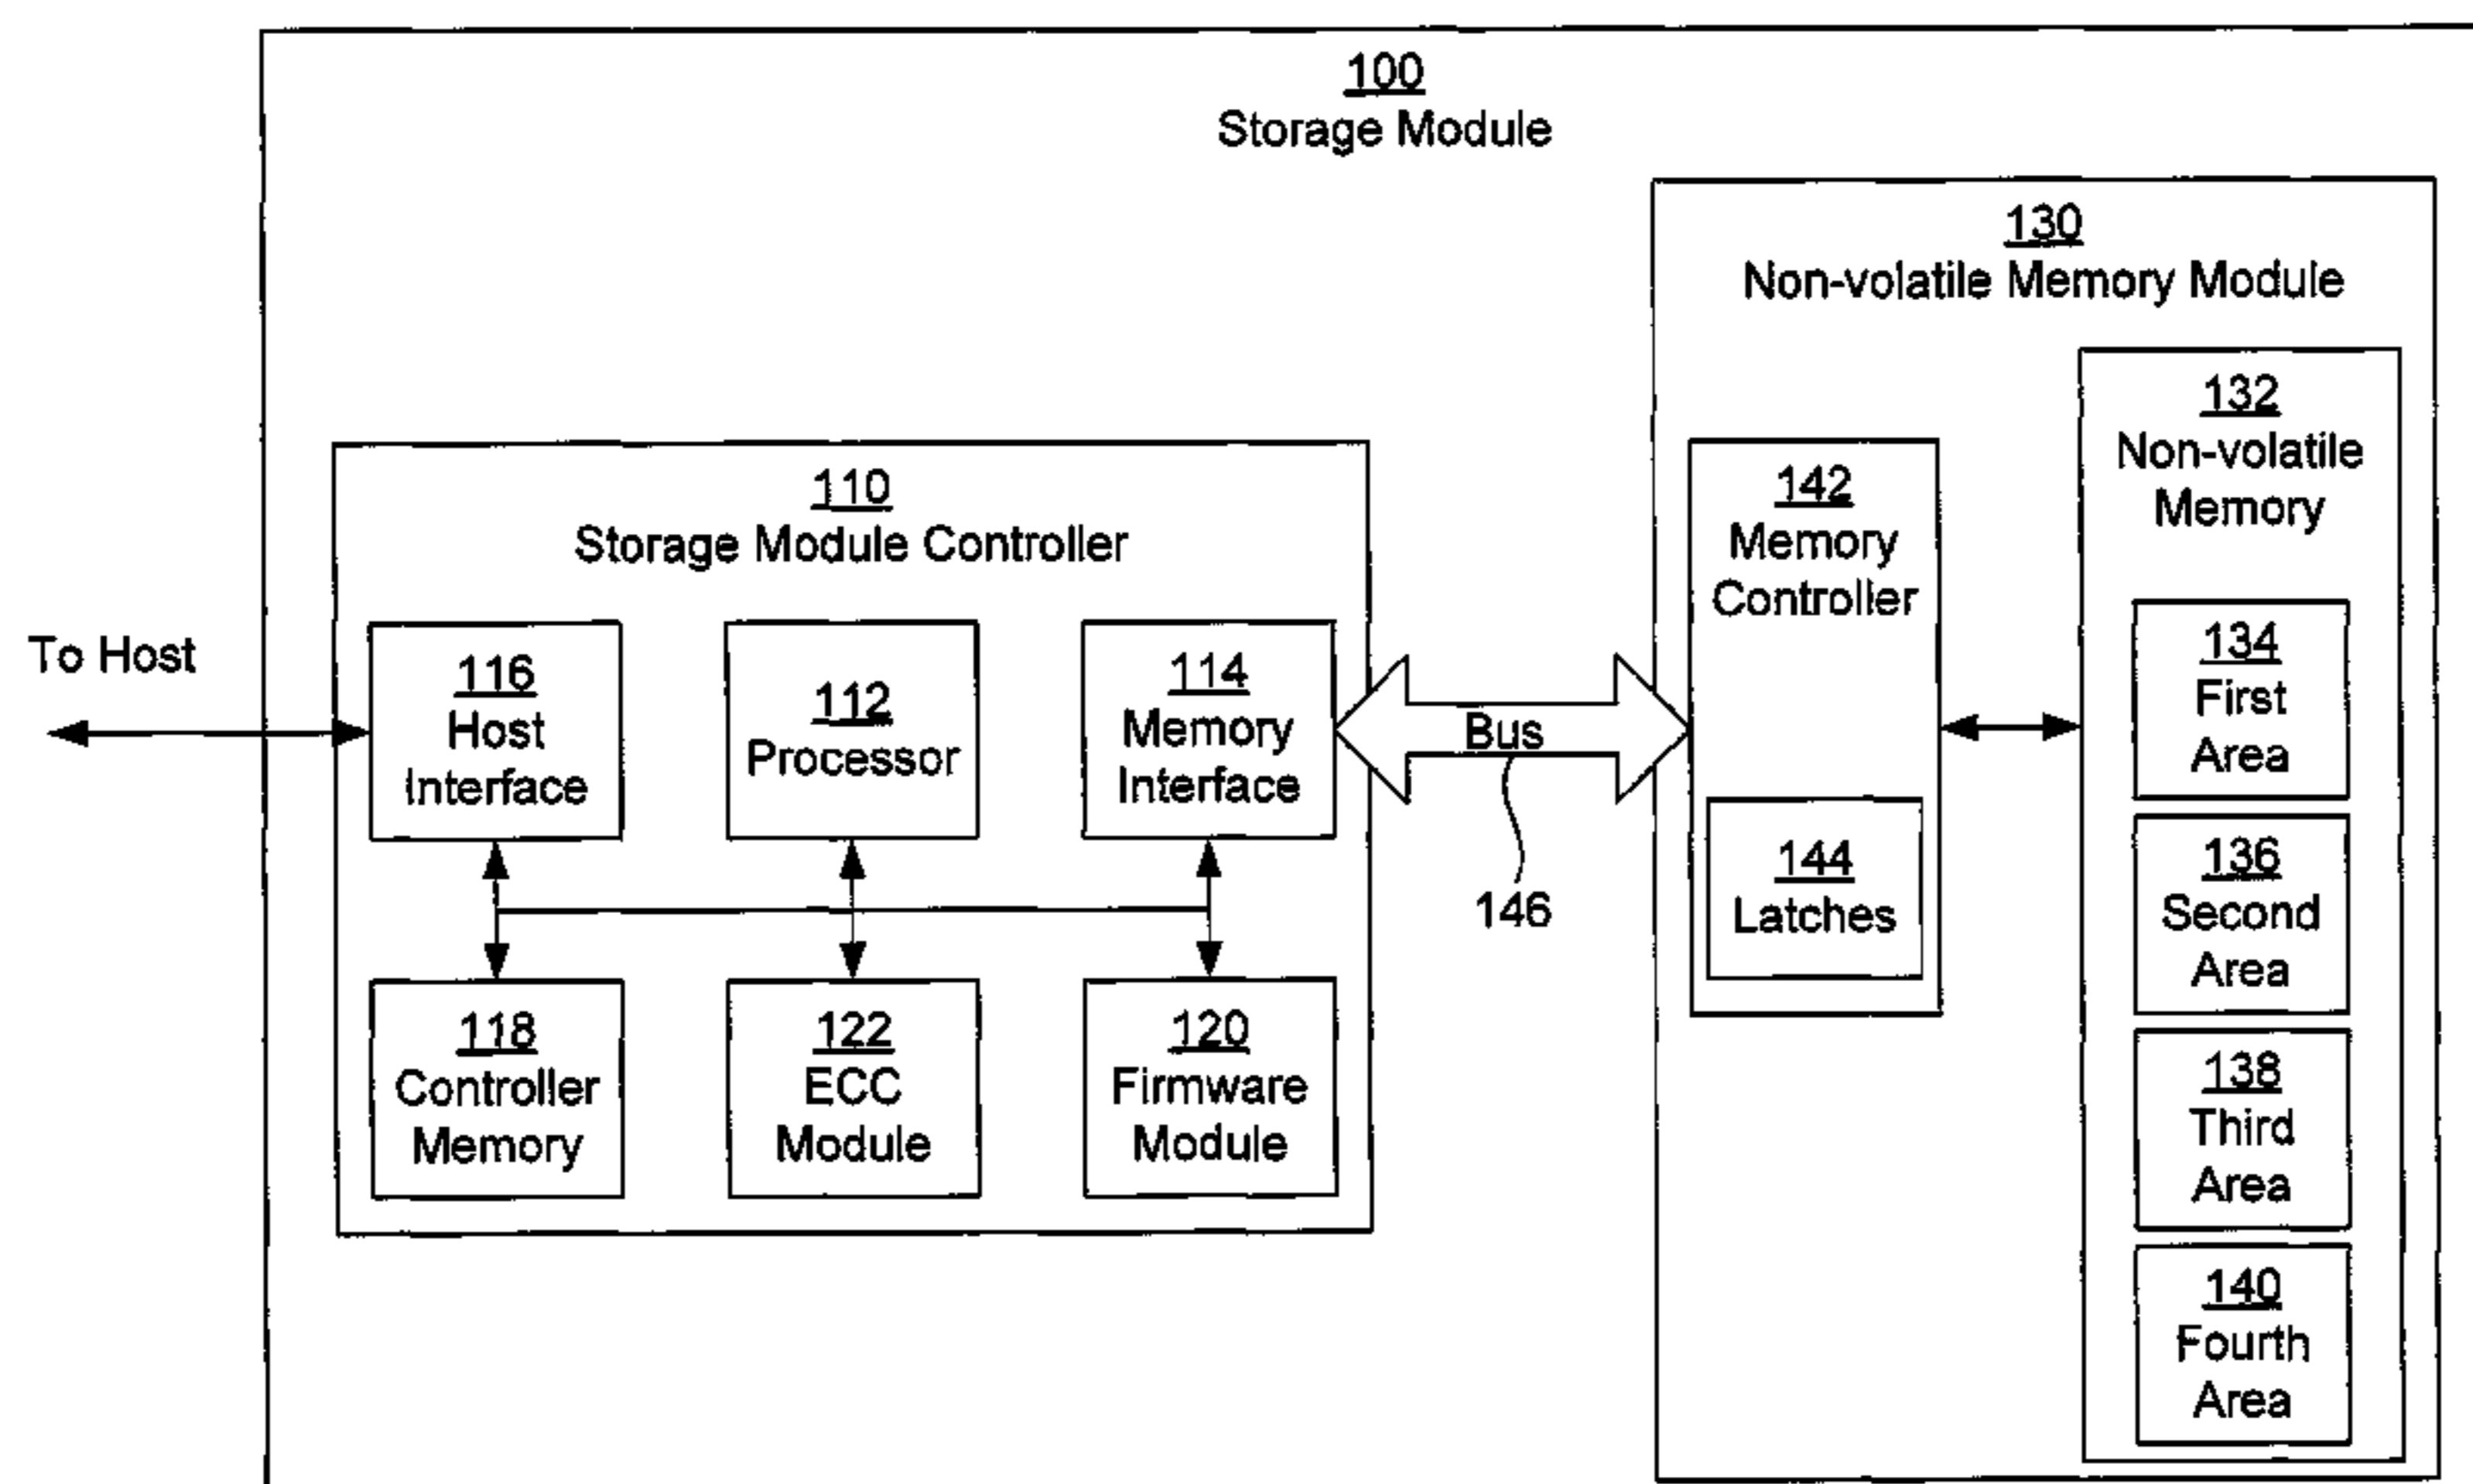 100
Storage Module
130
Non-volatile Memory Module
132
Non-volatile
Memory
110
Storage Module Controller
142
Memory
Controller
To Host
116
Host
Interface
112
Processor
114
Memory
Interface
Bus
146
144
Latches
134
First
Area
136
Second
Area
118
Controller
Memory
122
ECC
Module
120
Firmware
Module
138
Third
Area
140
Fourth
Area